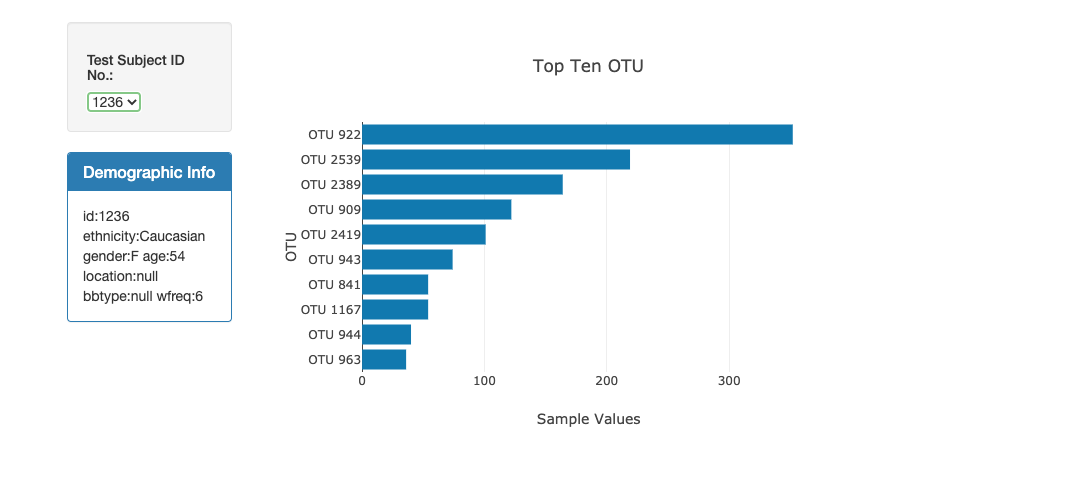 Test Subject ID
No.:
1236
Demographic Info
id:1236
ethnicity:Caucasian
gender:F age:54
location:null
bbtype:null wfreq:6
Top Ten OTU
OTU
OTU 922
OTU 2539
OTU 2389
OTU 909
OTU 2419
OTU 943
OTU 841
OTU 1167
OTU 944
OTU 963
0 100 200 300
Sample Values